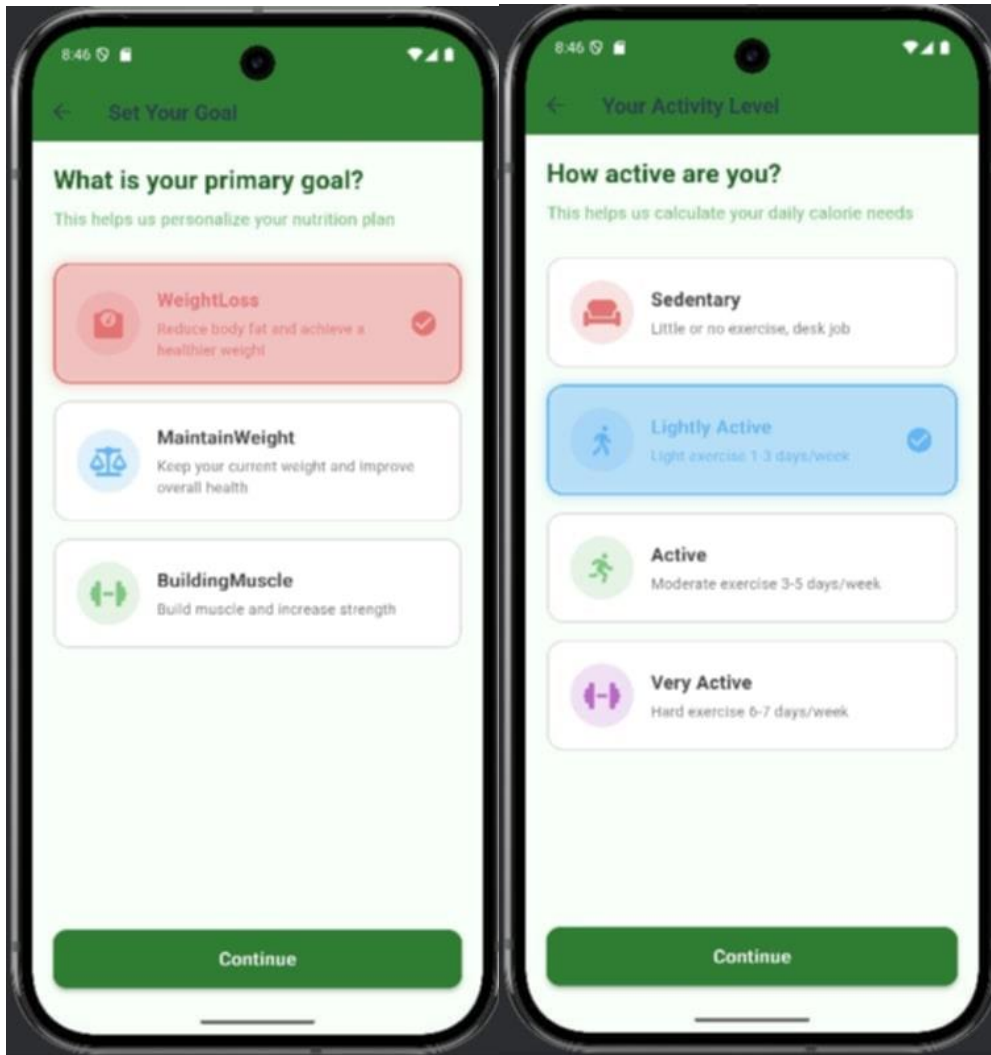 8:46
Set Your Goal
What is your primary goal?
This helps us personalize your nutrition plan
WeightLoss
Reduce body fat and achieve a
healthier weight
MaintainWeight
Keep your current weight and improve
overall health
BuildingMuscle
Build muscle and increase strength
Continue
8:46
Your Activity Level
How active are you?
This helps us calculate your daily calorie needs
Sedentary
Little or no exercise, desk job
Lightly Active
Light exercise 1-3 days/week
Active
Moderate exercise 3-5 days/week
Very Active
Hard exercise 6-7 days/week
Continue